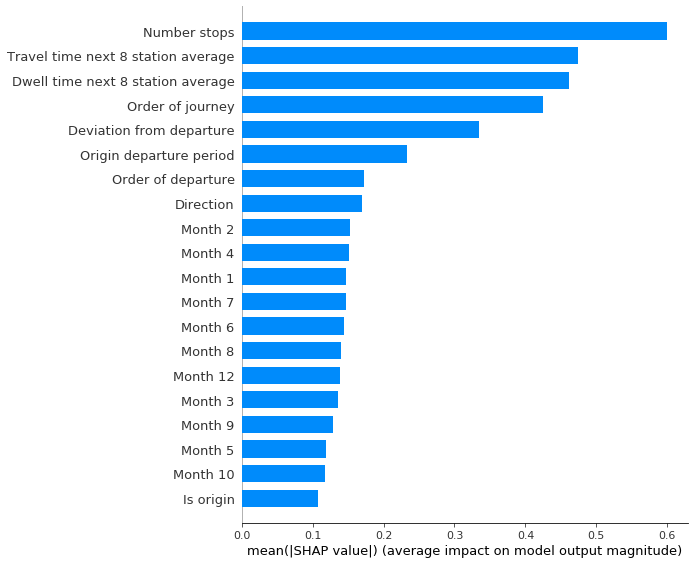 Number stops
Travel time next 8 station average
Dwell time next 8 station average
Order of journey
Deviation from departure
Origin departure period
Order of departure
Direction
Month 2
Month 4
Month 1
Month 7
Month 6
Month 8
Month 12
Month 3
Month 9
Month 5
Month 10
Is origin
0.0 0.1 0.2 0.3 0.4 0.5 0.6
mean(|SHAP value|) (average impact on model output magnitude)